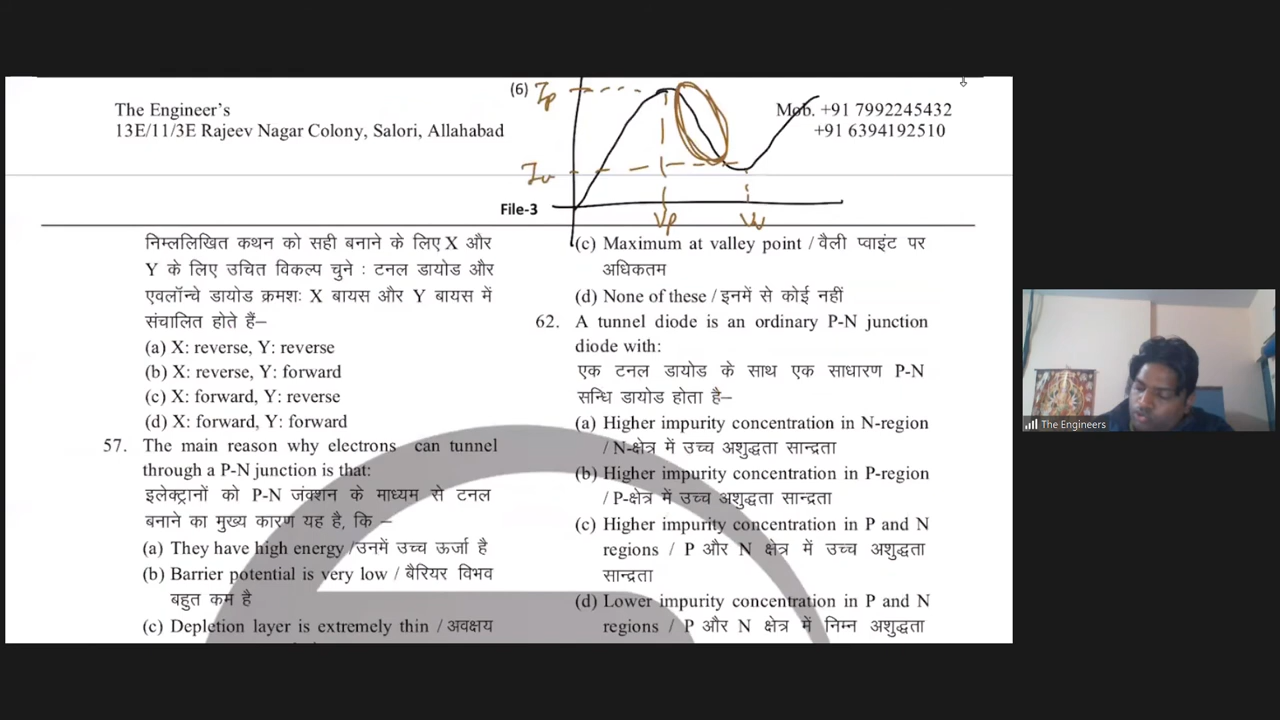 The Engineer's
13E/11/3E Rajeev Nagar Colony, Salori, Allahabad
(6)
Ip
Iv
Vp
Vv
Mob. +91 7992245432
+91 6394192510
File-3
निम्ललिखित कथन को सही बनाने के लिए X और
Y के लिए उचित विकल्प चुने : टनल डायोड और
एवलॉन्चे डायोड क्रमशः X बायस और Y बायस में
संचालित होते हैं–
(a) X: reverse, Y: reverse
(b) X: reverse, Y: forward
(c) X: forward, Y: reverse
(d) X: forward, Y: forward
57. The main reason why electrons can tunnel
through a P-N junction is that:
इलेक्ट्रानों को P-N जंक्शन के माध्यम से टनल
बनाने का मुख्य कारण यह है, कि –
(a) They have high energy /उनमें उच्च ऊर्जा है
(b) Barrier potential is very low / बैरियर विभव
बहुत कम है
(c) Depletion layer is extremely thin / अवक्षय
(c) Maximum at valley point / वैली प्वाइंट पर
अधिकतम
(d) None of these / इनमें से कोई नहीं
62. A tunnel diode is an ordinary P-N junction
diode with:
एक टनल डायोड के साथ एक साधारण P-N
सन्धि डायोड होता है–
(a) Higher impurity concentration in N-region
/ N-क्षेत्र में उच्च अशुद्धता सान्द्रता
(b) Higher impurity concentration in P-region
/ P-क्षेत्र में उच्च अशुद्धता सान्द्रता
(c) Higher impurity concentration in P and N
regions / P और N क्षेत्र में उच्च अशुद्धता
सान्द्रता
(d) Lower impurity concentration in P and N
regions / P और N क्षेत्र में निम्न अशुद्धता
The Engineers